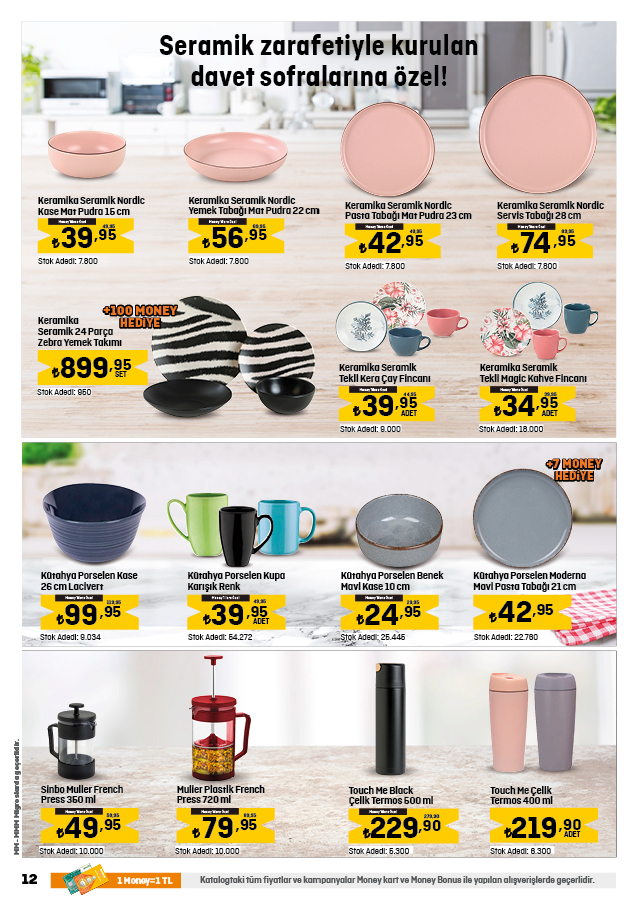 Seramik zarafetiyle kurulan
davet sofralarına özel!
Keramika Seramik Nordic
Kase Mat Pudra 15 cm
Money'lilere Özel
49,95
₺39,95
Stok Adedi: 7.800
Keramika Seramik Nordic
Yemek Tabağı Mat Pudra 22 cm
Money'lilere Özel
69,95
₺56,95
Stok Adedi: 7.800
Keramika Seramik Nordic
Pasta Tabağı Mat Pudra 23 cm
Money'lilere Özel
49,95
₺42,95
Stok Adedi: 7.800
Keramika Seramik Nordic
Servis Tabağı 28 cm
Money'lilere Özel
89,95
₺74,95
Stok Adedi: 7.800
+100 MONEY
HEDİYE
Keramika
Seramik 24 Parça
Zebra Yemek Takımı
₺899,95
SET
Stok Adedi: 950
Keramika Seramik
Tekli Kera Çay Fincanı
Money'lilere Özel
44,95
₺39,95
ADET
Stok Adedi: 9.000
Keramika Seramik
Tekli Magic Kahve Fincanı
Money'lilere Özel
39,95
₺34,95
ADET
Stok Adedi: 18.000
+7 MONEY
HEDİYE
Kütahya Porselen Kase
26 cm Lacivert
Money'lilere Özel
139,95
₺99,95
Stok Adedi: 9.034
Kütahya Porselen Kupa
Karışık Renk
Money'lilere Özel
49,95
₺39,95
ADET
Stok Adedi: 54.272
Kütahya Porselen Benek
Mavi Kase 10 cm
Money'lilere Özel
29,95
₺24,95
Stok Adedi: 25.445
Kütahya Porselen Moderna
Mavi Pasta Tabağı 21 cm
₺42,95
Stok Adedi: 22.780
Sinbo Muller French
Press 350 ml
Money'lilere Özel
59,95
₺49,95
Stok Adedi: 10.000
Muller Plastik French
Press 720 ml
Money'lilere Özel
89,95
₺79,95
Stok Adedi: 10.000
Touch Me Black
Çelik Termos 500 ml
Money'lilere Özel
279,90
₺229,90
Stok Adedi: 5.300
Touch Me Çelik
Termos 400 ml
₺219,90
ADET
Stok Adedi: 6.300
MM - MMM Migroslarda geçerlidir.
12
1 Money=1 TL
Katalogtaki tüm fiyatlar ve kampanyalar Money kart ve Money Bonus ile yapılan alışverişlerde geçerlidir.